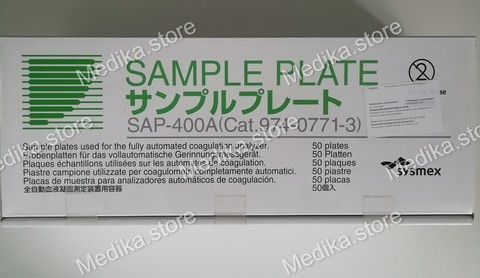 SAMPLE PLATE
サンプルプレート
SAP-400A(Cat.974-0771-3)
Sample plates used for the fully automated coagulation analyzer. 50 plates
Probenplatten für das vollautomatische Gerinnungsmessgerät. 50 Platten
Plaques échantillons utilisées sur les automates de coagulation. 50 plaques
Piastre campione utilizzate per coagulometri completamente automatici. 50 piastre
Placas de muestra para analizadores automáticos de coagulación. 50 placas
全自動血液凝固測定装置用容器 50個入
sysmex
2
Medika.store
Medika.store
Medika.store
Medika.store
Medika.store
Medika.store